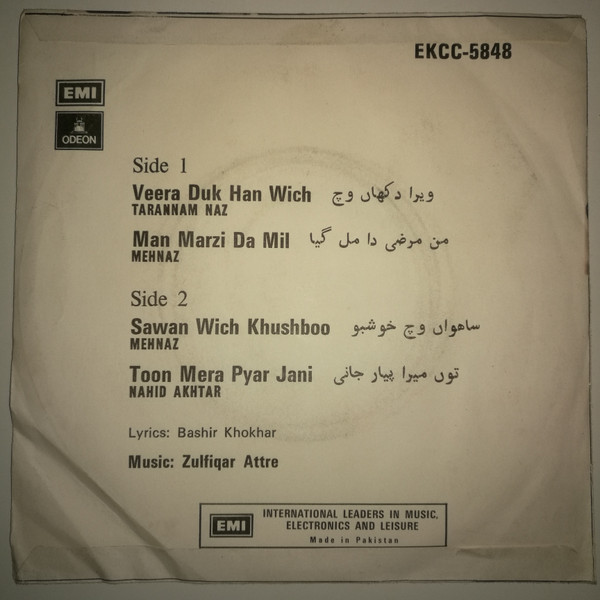 EKCC-5848
EMI
ODEON
Side 1
Veera Duk Han Wich ویرا دکھاں وچ
TARANNAM NAZ
Man Marzi Da Mil من مرضی دا مل گیا
MEHNAZ
Side 2
Sawan Wich Khushboo ساھواں وچ خوشبو
MEHNAZ
Toon Mera Pyar Jani توں میرا پیار جانی
NAHID AKHTAR
Lyrics: Bashir Khokhar
Music: Zulfiqar Attre
EMI
INTERNATIONAL LEADERS IN MUSIC,
ELECTRONICS AND LEISURE
Made in Pakistan